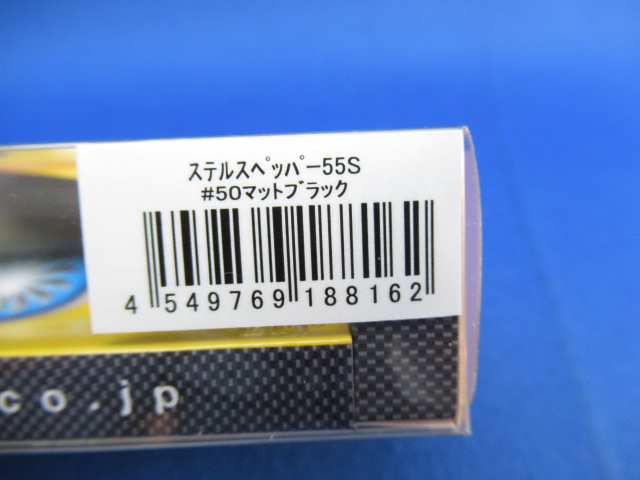 ｽﾃﾙｽﾍﾟｯﾊﾟｰ55S
#50ﾏｯﾄﾌﾞﾗｯｸ
4 549769 188162
co.jp